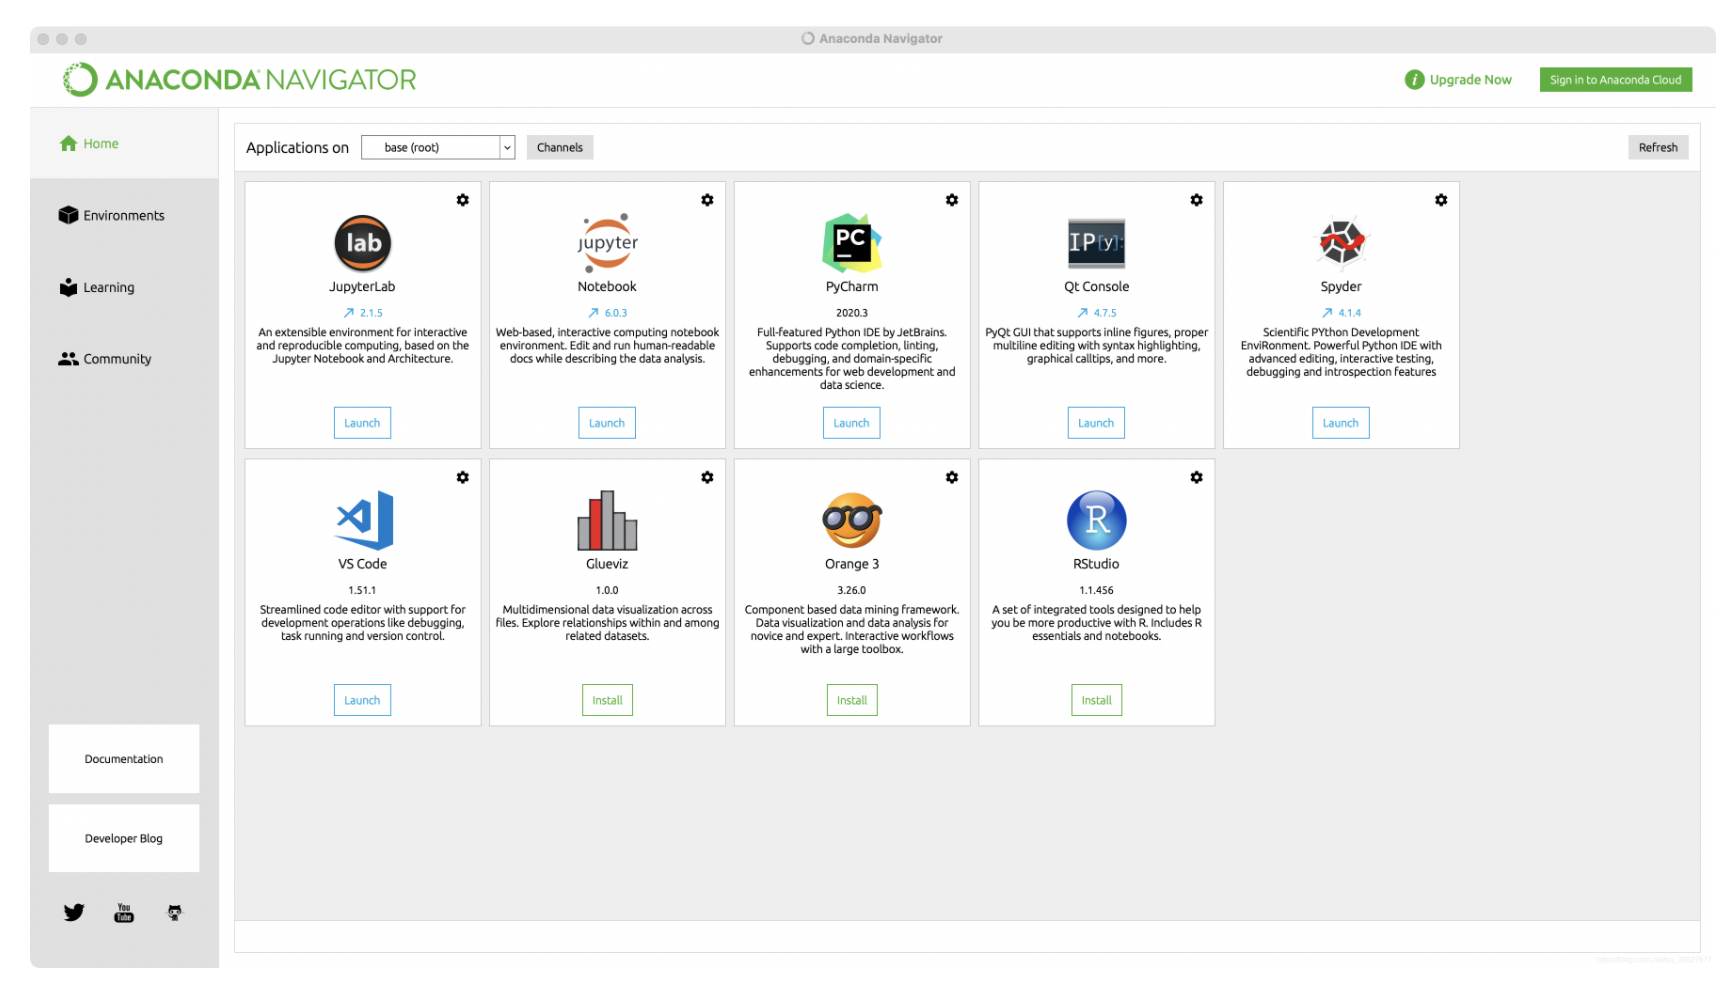 Anaconda Navigator
ANACONDA NAVIGATOR
i Upgrade Now
Sign in to Anaconda Cloud
Home
Environments
Learning
Community
Documentation
Developer Blog
You
Tube
Applications on
base (root)
Channels
Refresh
lab
JupyterLab
2.1.5
An extensible environment for interactive
and reproducible computing, based on the
Jupyter Notebook and Architecture.
Launch
jupyter
Notebook
6.0.3
Web-based, interactive computing notebook
environment. Edit and run human-readable
docs while describing the data analysis.
Launch
PC
PyCharm
2020.3
Full-featured Python IDE by JetBrains.
Supports code completion, linting,
debugging, and domain-specific
enhancements for web development and
data science.
Launch
IP[y]:
Qt Console
4.7.5
PyQt GUI that supports inline figures, proper
multiline editing with syntax highlighting,
graphical calltips, and more.
Launch
Spyder
4.1.4
Scientific PYthon Development
EnviRonment. Powerful Python IDE with
advanced editing, interactive testing,
debugging and introspection features
Launch
VS Code
1.51.1
Streamlined code editor with support for
development operations like debugging,
task running and version control.
Launch
Glueviz
1.0.0
Multidimensional data visualization across
files. Explore relationships within and among
related datasets.
Install
Orange 3
3.26.0
Component based data mining framework.
Data visualization and data analysis for
novice and expert. Interactive workflows
with a large toolbox.
Install
R
RStudio
1.1.456
A set of integrated tools designed to help
you be more productive with R. Includes R
essentials and notebooks.
Install